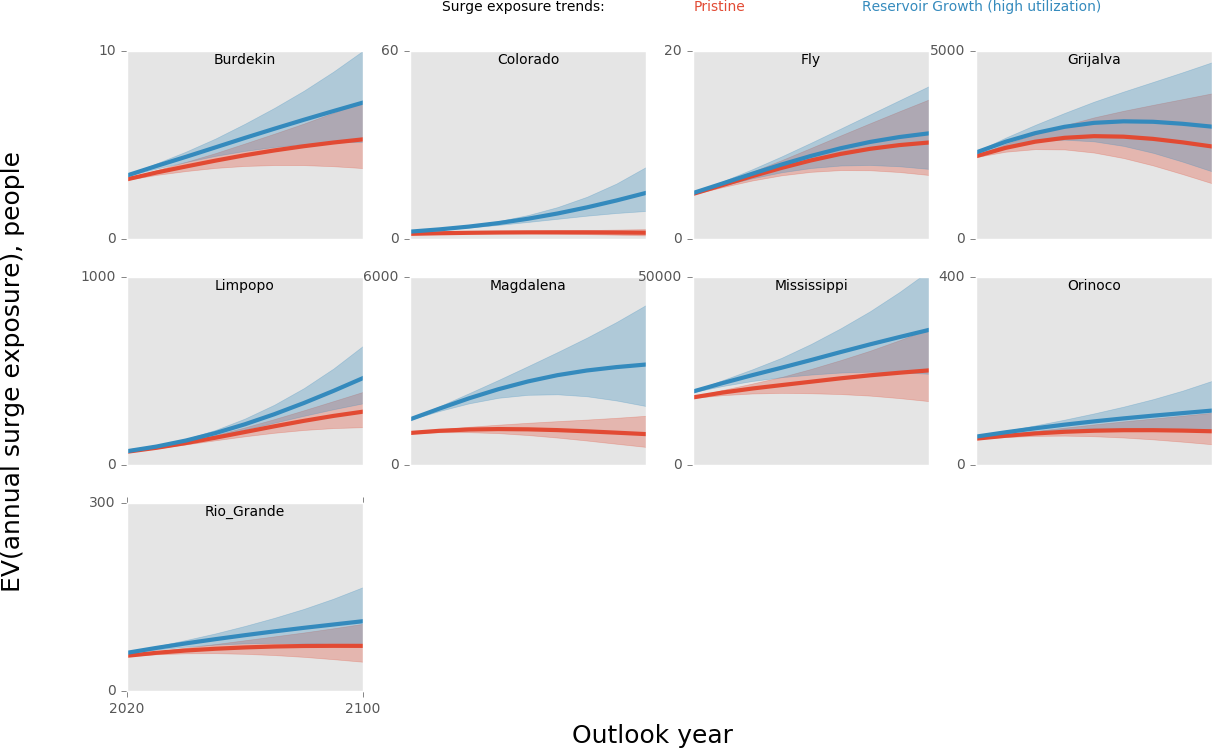 Surge exposure trends: Pristine Reservoir Growth (high utilization)
10 60 20 5000
Burdekin Colorado Fly Grijalva
0 0 0 0
1000 6000 50000 400
Limpopo Magdalena Mississippi Orinoco
0 0 0 0
300
Rio_Grande
0
2020 2100
EV(annual surge exposure), people
Outlook year